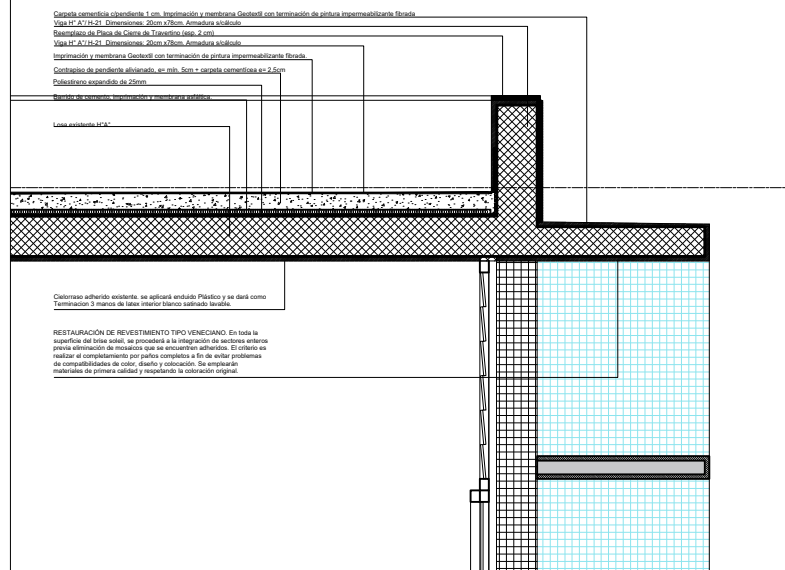 Carpeta cementicia c/pendiente 1 cm. Imprimación y membrana Geotextil con terminación de pintura impermeabilizante fibrada
Viga H° A°/ H-21 Dimensiones: 20cm x78cm. Armadura s/cálculo
Reemplazo de Placa de Cierre de Travertino (esp. 2 cm)
Viga H° A°/ H-21 Dimensiones: 20cm x78cm. Armadura s/cálculo
Imprimación y membrana Geotextil con terminación de pintura impermeabilizante fibrada.
Contrapiso de pendiente alivianado, e= mín. 5cm + carpeta cementícea e= 2,5cm
Poliestireno expandido de 25mm
Barrido de cemento, imprimación y membrana asfáltica.
Losa existente H°A°
Cielorraso adherido existente. se aplicará enduido Plástico y se dará como
Terminacion 3 manos de latex interior blanco satinado lavable.
RESTAURACIÓN DE REVESTIMIENTO TIPO VENECIANO. En toda la
superficie del brise soleil, se procederá a la integración de sectores enteros
previa eliminación de mosaicos que se encuentren adheridos. El criterio es
realizar el completamiento por paños completos a fin de evitar problemas
de compatibilidades de color, diseño y colocación. Se emplearán
materiales de primera calidad y respetando la coloración original.